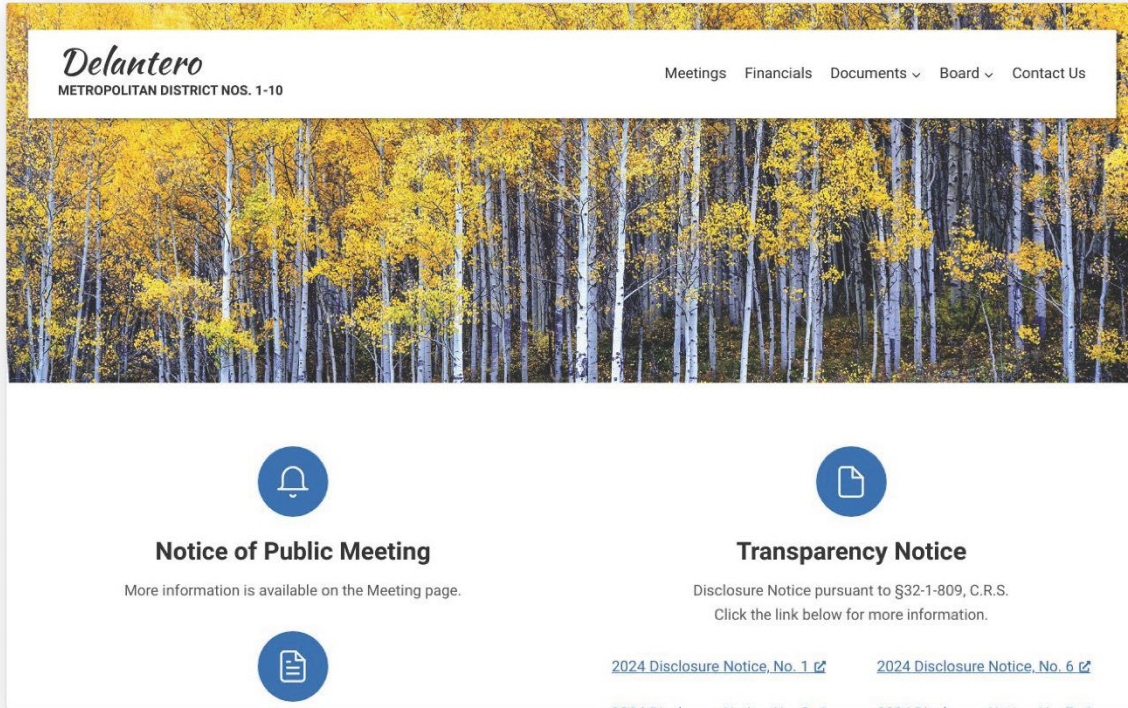 Delantero
METROPOLITAN DISTRICT NOS. 1-10
Meetings Financials Documents Board Contact Us
Notice of Public Meeting
More information is available on the Meeting page.
Transparency Notice
Disclosure Notice pursuant to §32-1-809, C.R.S.
Click the link below for more information.
2024 Disclosure Notice, No. 1 2024 Disclosure Notice, No. 6